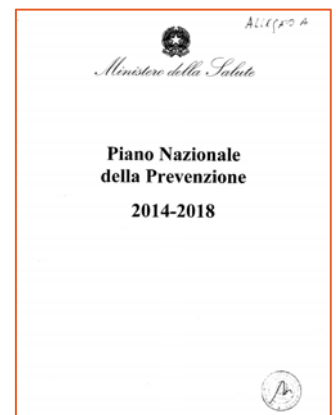 ALLEGATO A
Ministero della Salute
Piano Nazionale
della Prevenzione
2014-2018